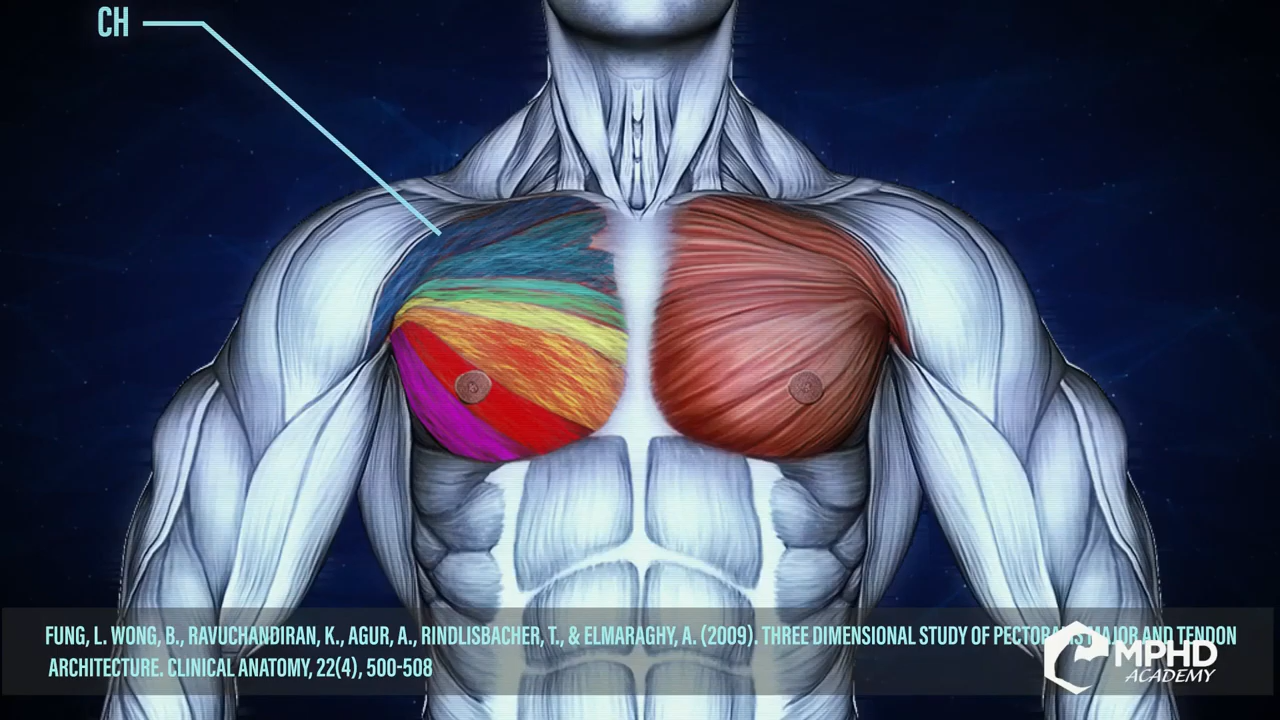 CH
FUNG, L. WONG, B., RAVUCHANDIRAN, K., AGUR, A., RINDLISBACHER, T., & ELMARAGHY, A. (2009). THREE DIMENSIONAL STUDY OF PECTORALIS MAJOR AND TENDON
ARCHITECTURE. CLINICAL ANATOMY, 22(4), 500-508
MPHD
ACADEMY